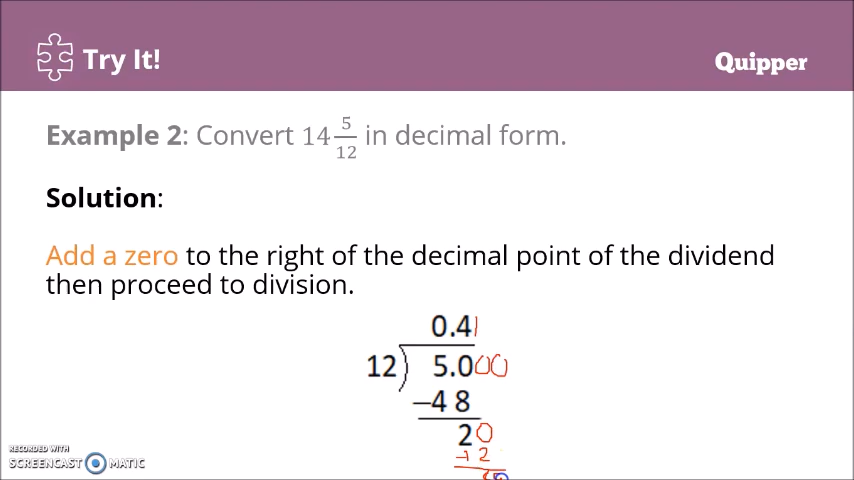 Try It!
Quipper
Example 2: Convert 14 5/12 in decimal form.
Solution:
Add a zero to the right of the decimal point of the dividend
then proceed to division.
0.41
12) 5.000
−4 8
20
-12
RECORDED WITH
SCREENCAST MATIC